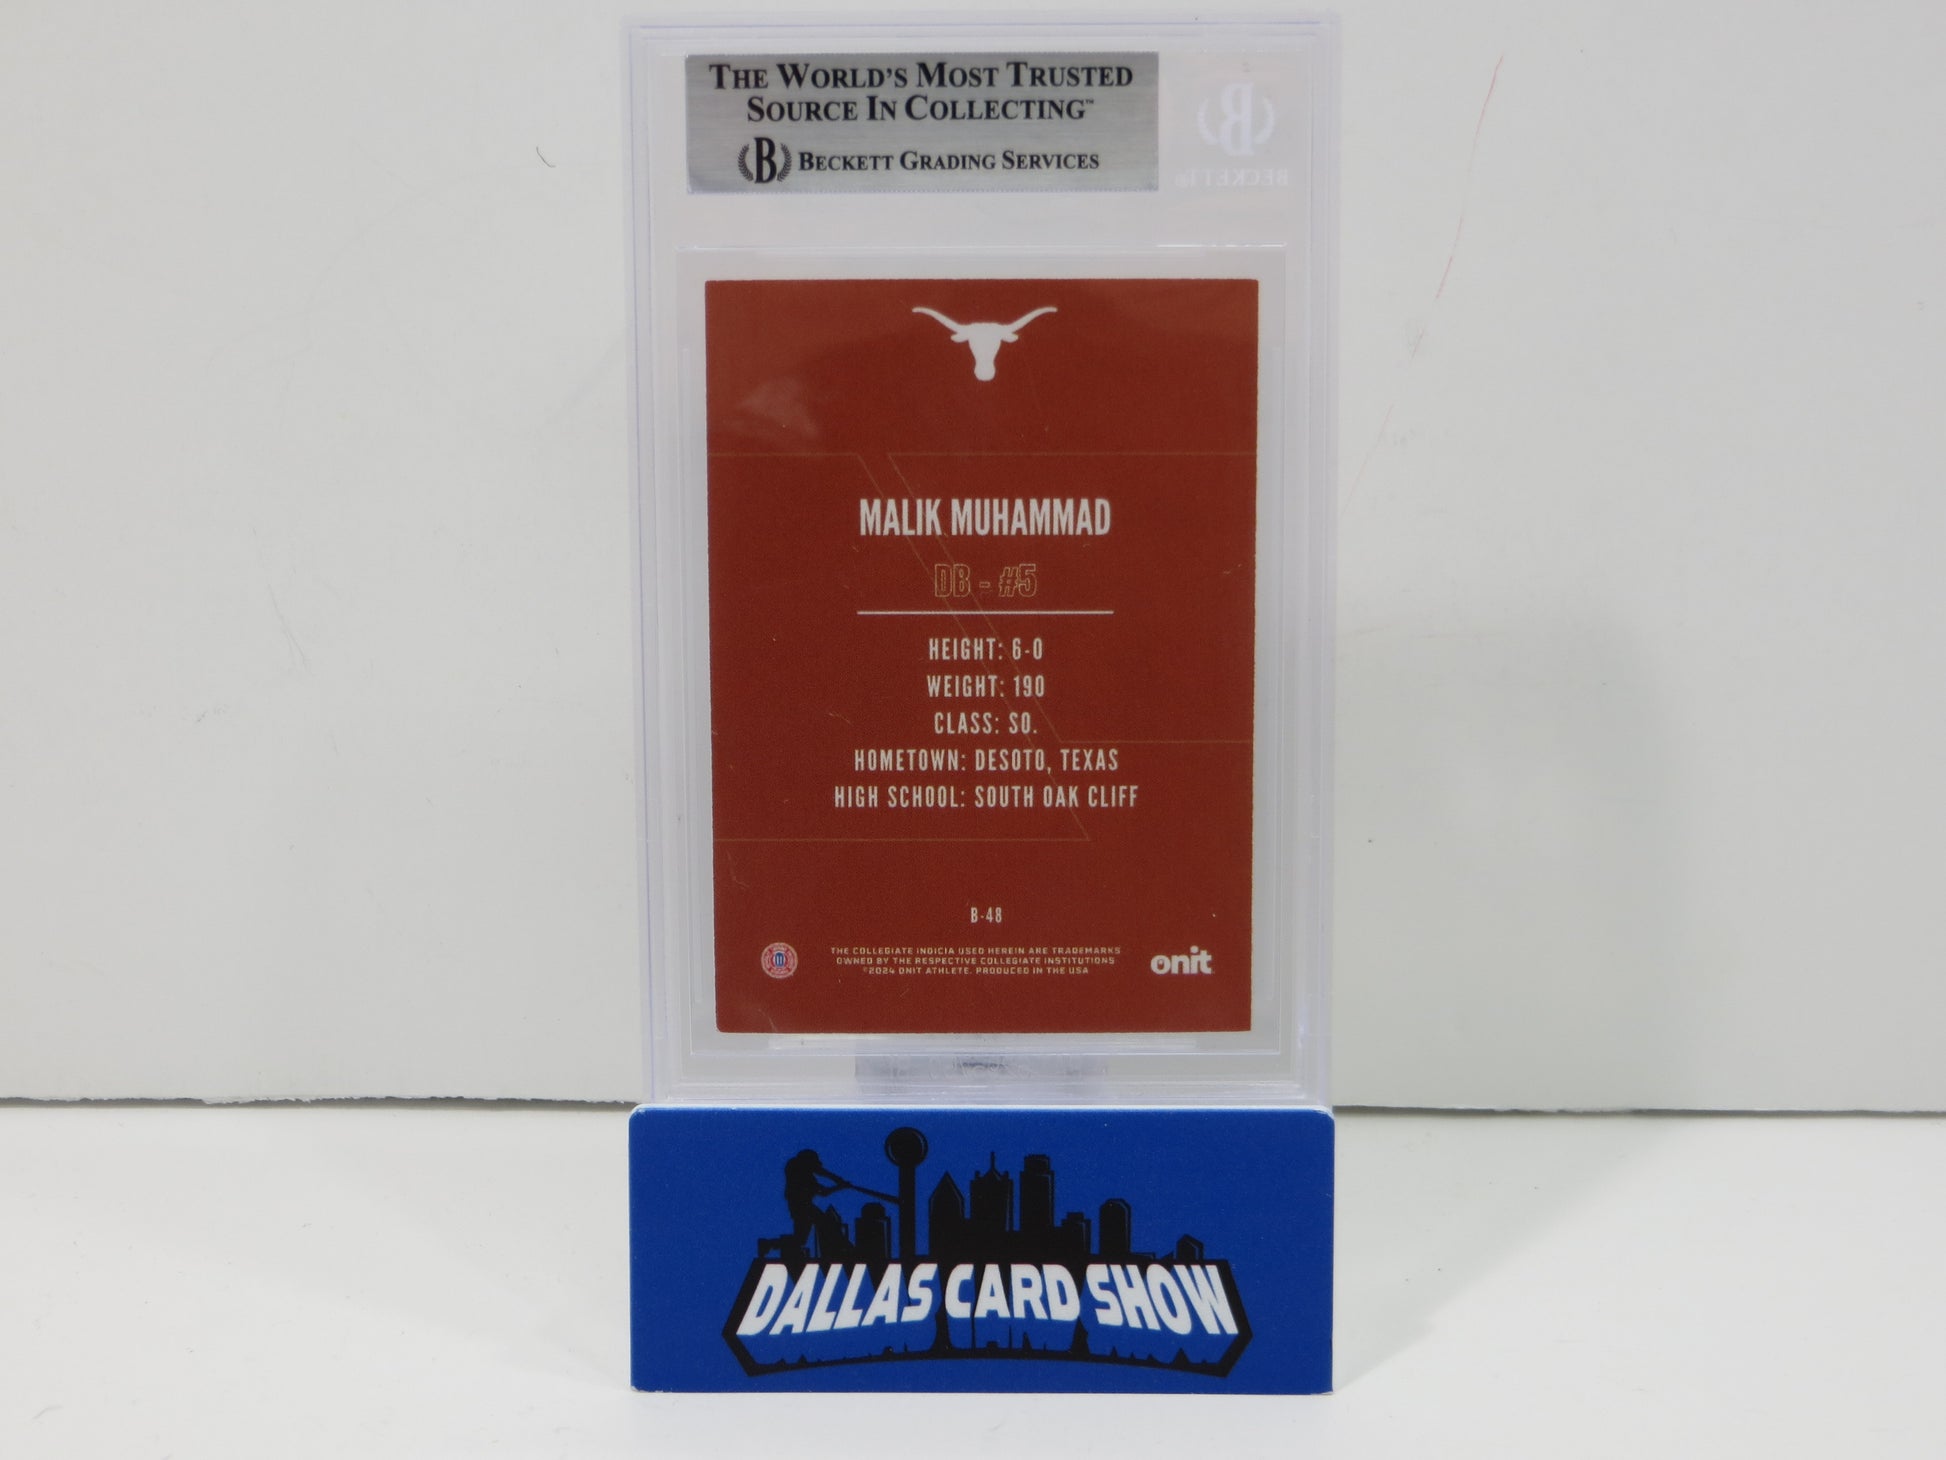 THE WORLD'S MOST TRUSTED
SOURCE IN COLLECTING™
B BECKETT GRADING SERVICES
B
BECKETT®
MALIK MUHAMMAD
DB - #5
HEIGHT: 6-0
WEIGHT: 190
CLASS: SO.
HOMETOWN: DESOTO, TEXAS
HIGH SCHOOL: SOUTH OAK CLIFF
B-48
THE COLLEGIATE INDICIA USED HEREIN ARE TRADEMARKS
OWNED BY THE RESPECTIVE COLLEGIATE INSTITUTIONS
©2024 ONIT ATHLETE. PRODUCED IN THE USA
onit
DALLAS CARD SHOW